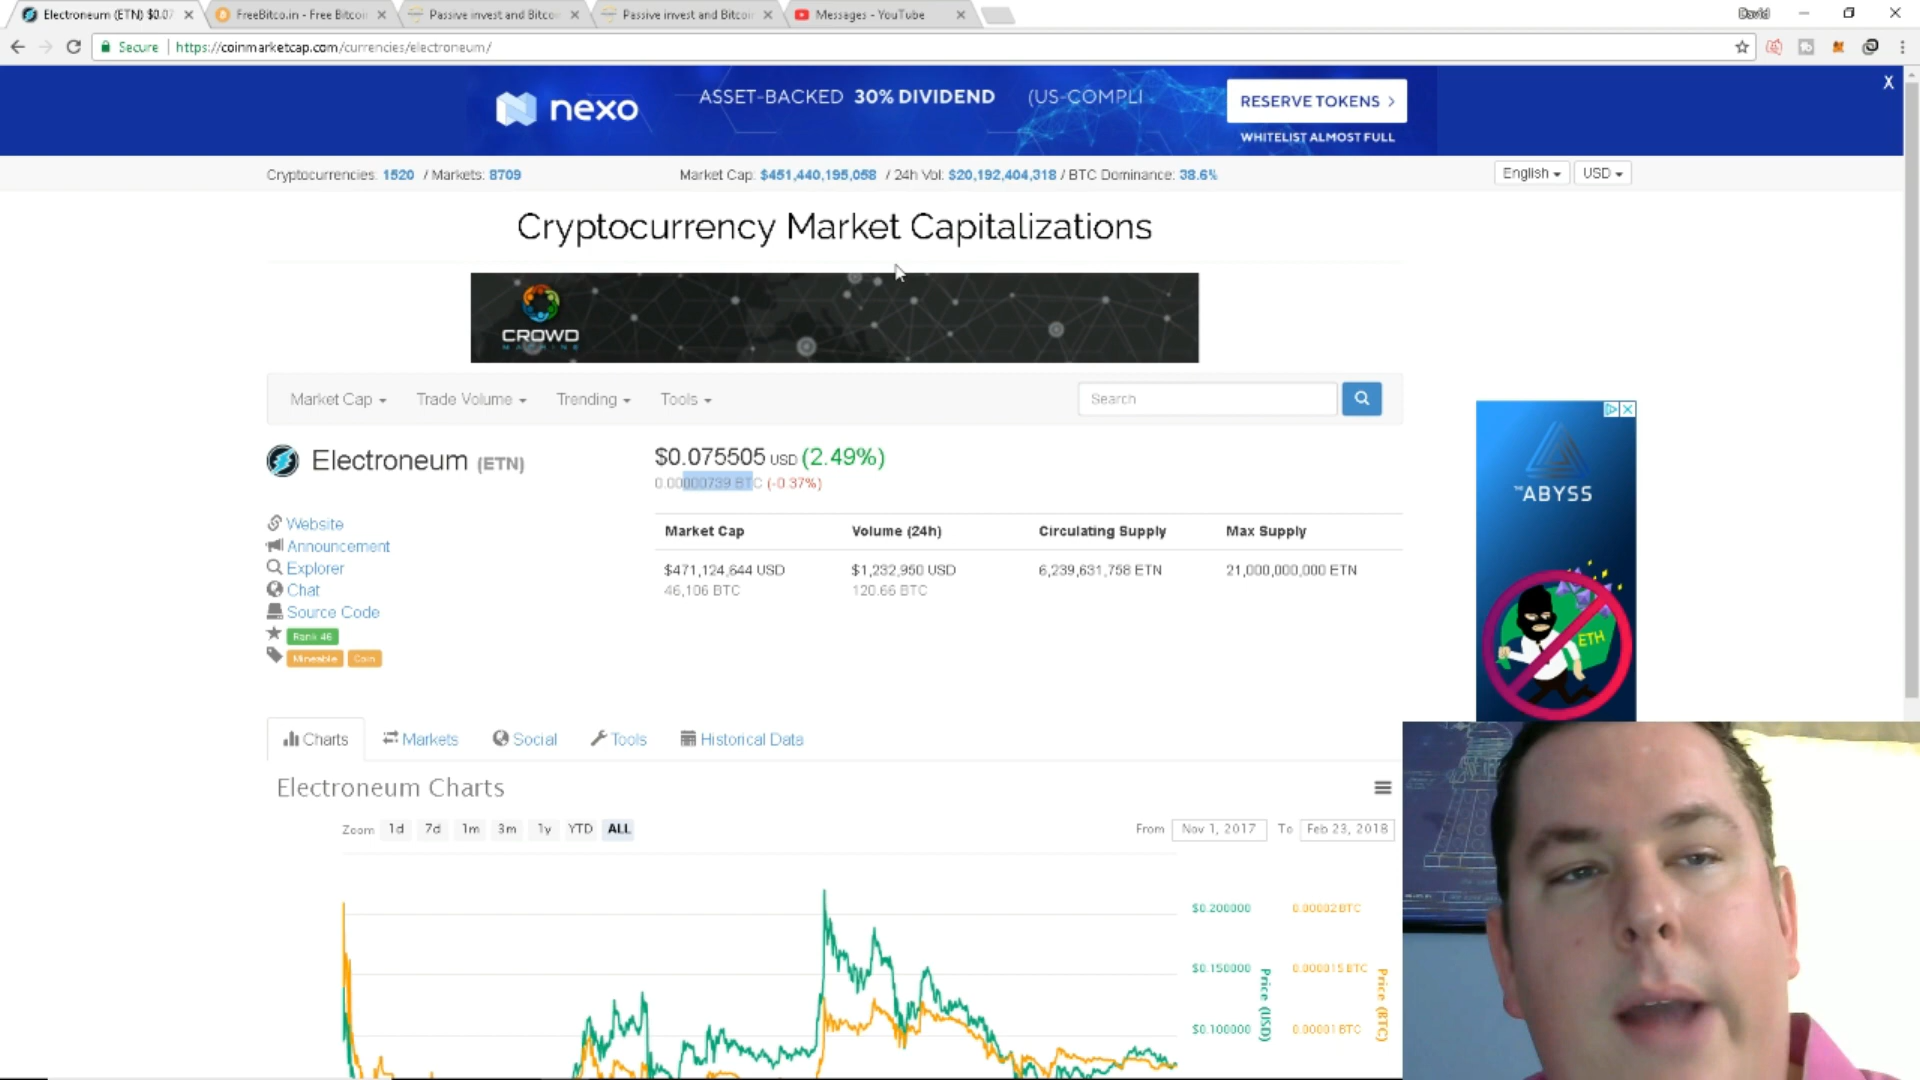 Electroneum (ETN) $0.07
FreeBitco.in - Free Bitcoin
Passive invest and Bitco
Passive invest and Bitcoin
Messages - YouTube
David
Secure
https://coinmarketcap.com/currencies/electroneum/
nexo
ASSET-BACKED 30% DIVIDEND (US-COMPLI
RESERVE TOKENS >
WHITELIST ALMOST FULL
X
Cryptocurrencies: 1520 / Markets: 8709
Market Cap: $451,440,195,058 / 24h Vol: $20,192,404,318 / BTC Dominance: 38.6%
English
USD
Cryptocurrency Market Capitalizations
CROWD
MACHINE
Market Cap
Trade Volume
Trending
Tools
Search
Electroneum (ETN)
$0.075505 USD (2.49%)
0.00000739 BTC (-0.37%)
Website
Announcement
Explorer
Chat
Source Code
Rank 46
Mineable
Coin
Market Cap
Volume (24h)
Circulating Supply
Max Supply
$471,124,644 USD
$1,232,950 USD
6,239,631,758 ETN
21,000,000,000 ETN
46,106 BTC
120.66 BTC
THE ABYSS
ETH
Charts
Markets
Social
Tools
Historical Data
Electroneum Charts
Zoom
1d
7d
1m
3m
1y
YTD
ALL
From
Nov 1, 2017
To
Feb 23, 2018
$0.200000
0.00002 BTC
$0.150000
0.000015 BTC
$0.100000
0.00001 BTC
Price (USD)
Price (BTC)